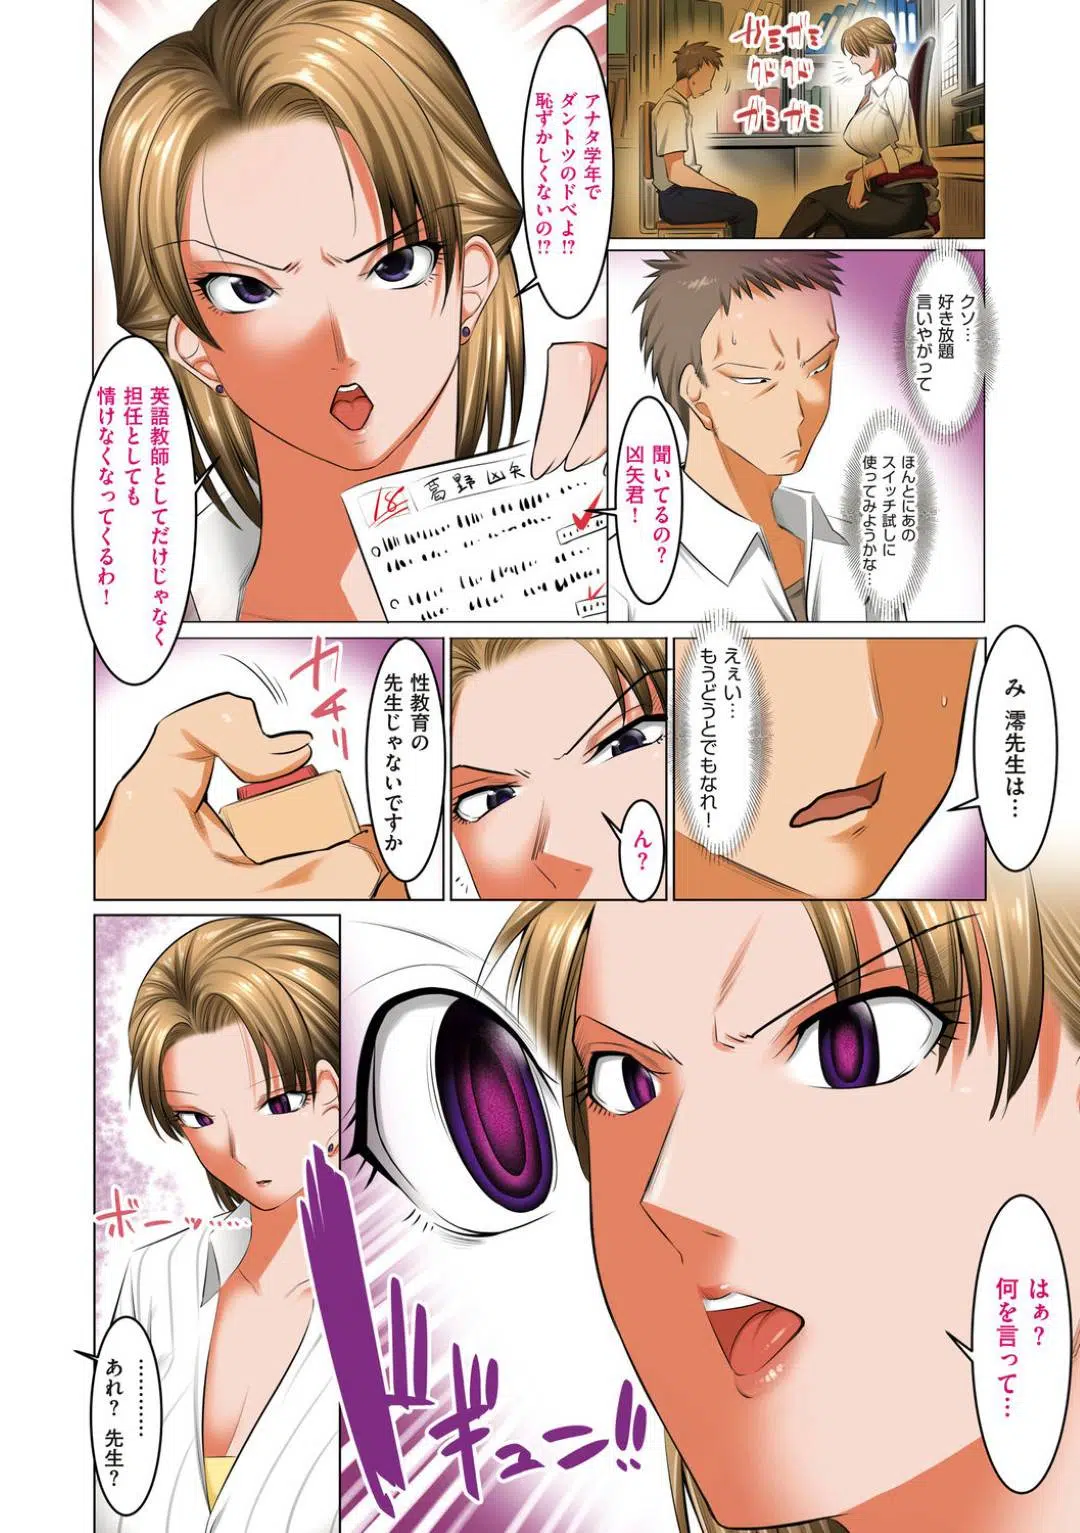 ガミガミ
グドグド
ガミガミ
アナタ学年で
ダントツのドベよ!?
恥ずかしくないの!?
クソ…
好き放題
言いやがって
ほんとにあの
スイッチ試しに
使ってみようかな…
聞いてるの?
凶矢君!
18
葛野 凶矢
英語教師としてだけじゃなく
担任としても
情けなくなってくるわ!
み 澪先生は…
えぇい…
もうどうとでもなれ!
ん?
性教育の
先生じゃないですか
カチリ
はぁ?
何を言って…
ドギュン!!
ボーッ……
…………
あれ? 先生?